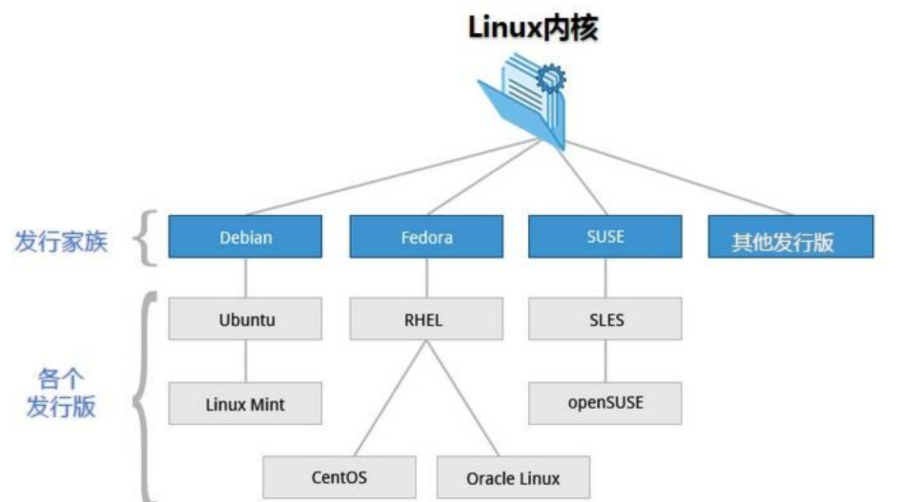 Linux内核
发行家族
Debian
Fedora
SUSE
其他发行版
各个
发行版
Ubuntu
RHEL
SLES
Linux Mint
openSUSE
CentOS
Oracle Linux